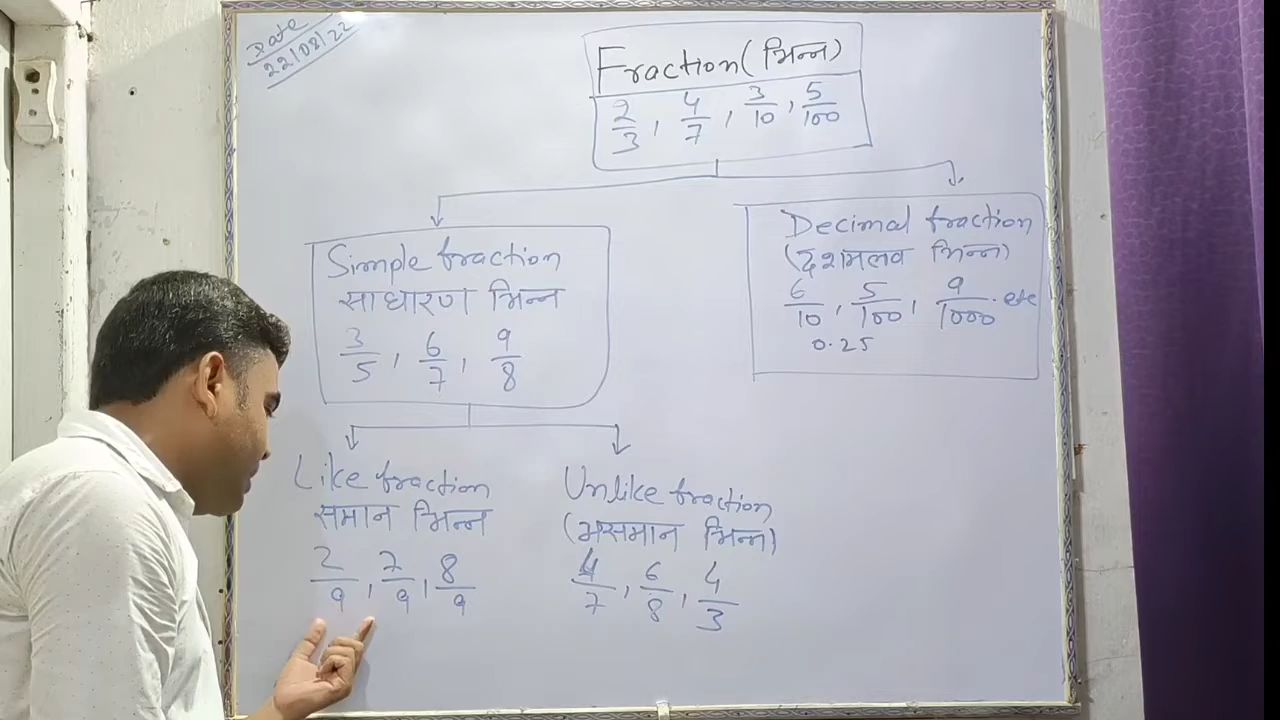 Date
22/08/22
Fraction (भिन्न)
2/3, 4/7, 3/10, 5/100
Simple fraction
साधारण भिन्न
3/5, 6/7, 9/8
Decimal fraction
(दशमलव भिन्न)
6/10, 5/100, 9/1000. etc
0.25
Like fraction
समान भिन्न
2/9, 7/9, 8/9
Unlike fraction
(असमान भिन्न)
4/7, 6/8, 4/3